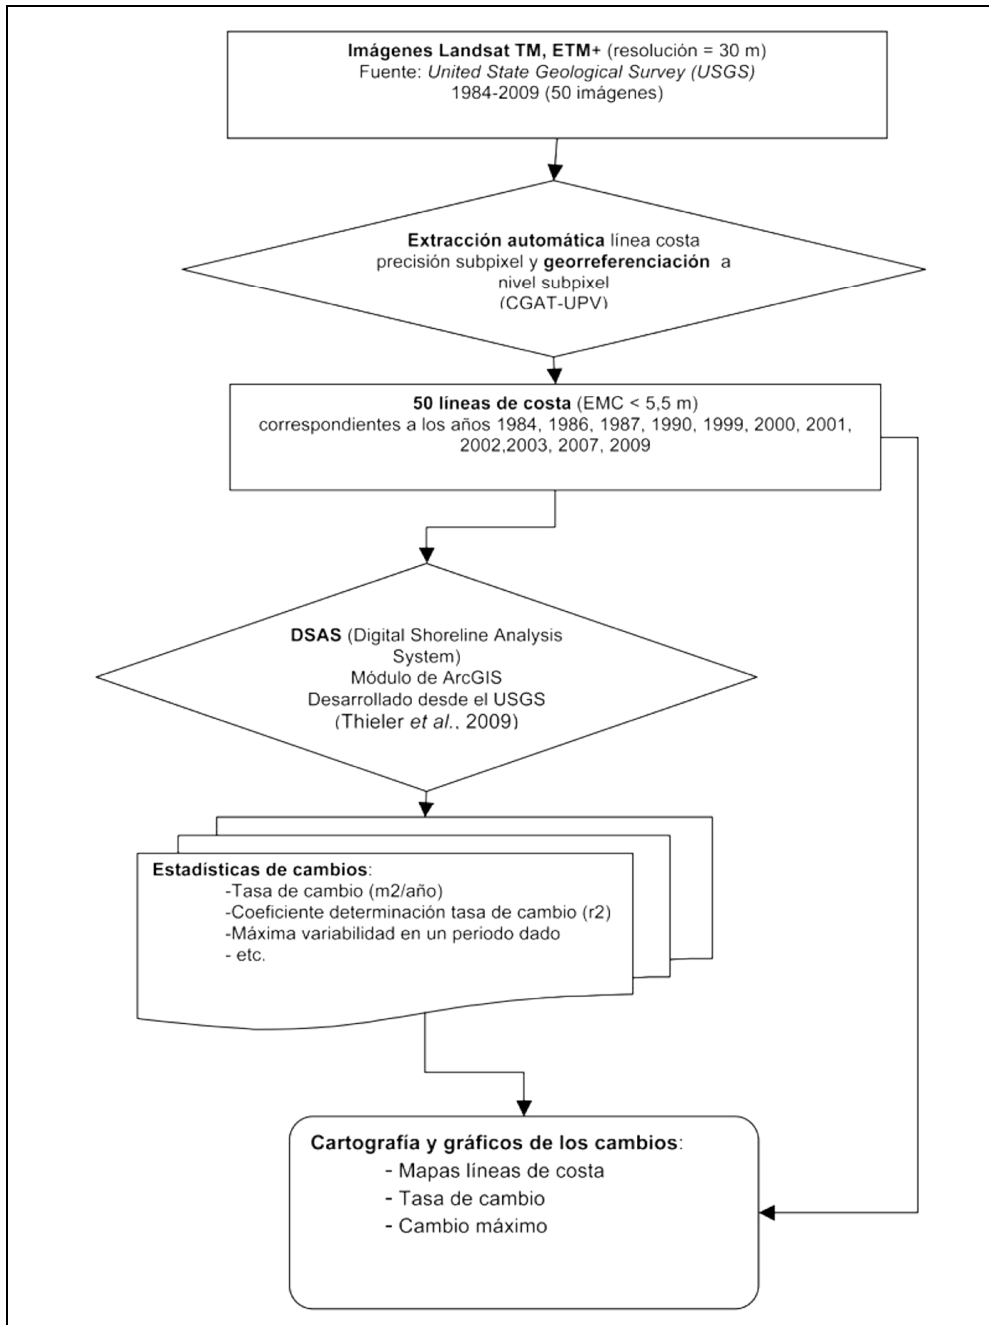 Imágenes Landsat TM, ETM+ (resolución = 30 m)
Fuente: United State Geological Survey (USGS)
1984-2009 (50 imágenes)
Extracción automática línea costa
precisión subpixel y georreferenciación a
nivel subpixel
(CGAT-UPV)
50 líneas de costa (EMC < 5,5 m)
correspondientes a los años 1984, 1986, 1987, 1990, 1999, 2000, 2001,
2002,2003, 2007, 2009
DSAS (Digital Shoreline Analysis
System)
Módulo de ArcGIS
Desarrollado desde el USGS
(Thieler et al., 2009)
Estadísticas de cambios:
-Tasa de cambio (m2/año)
-Coeficiente determinación tasa de cambio (r2)
-Máxima variabilidad en un periodo dado
- etc.
Cartografía y gráficos de los cambios:
- Mapas líneas de costa
- Tasa de cambio
- Cambio máximo